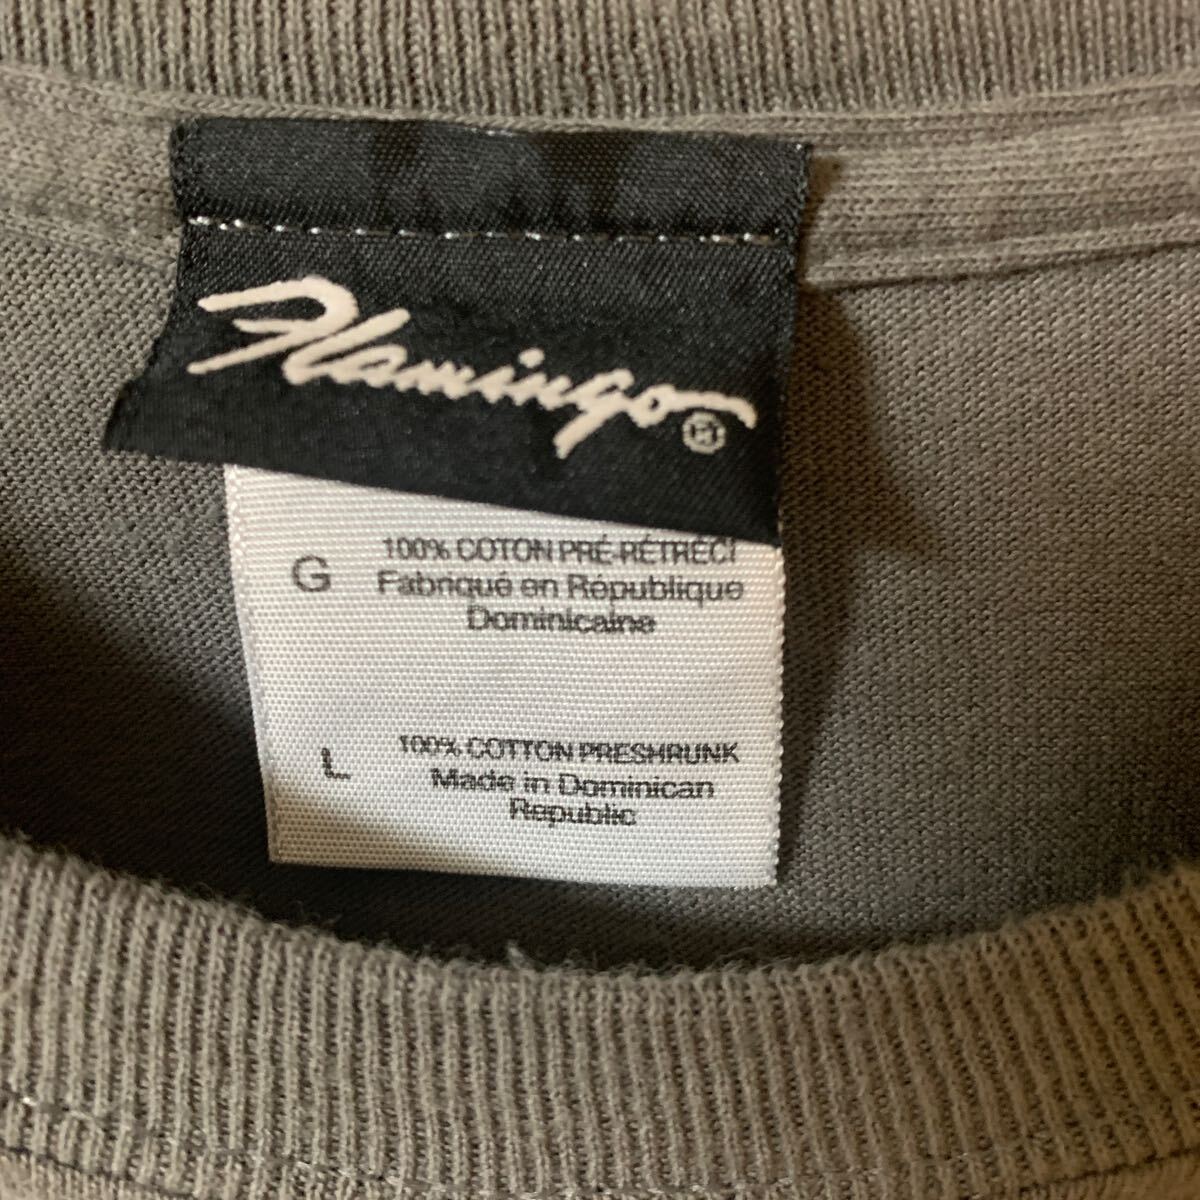 Flamingo®
G
100% COTON PRÉ-RÉTRÉCI
Fabriqué en République
Dominicaine
L
100% COTTON PRESHRUNK
Made in Dominican
Republic